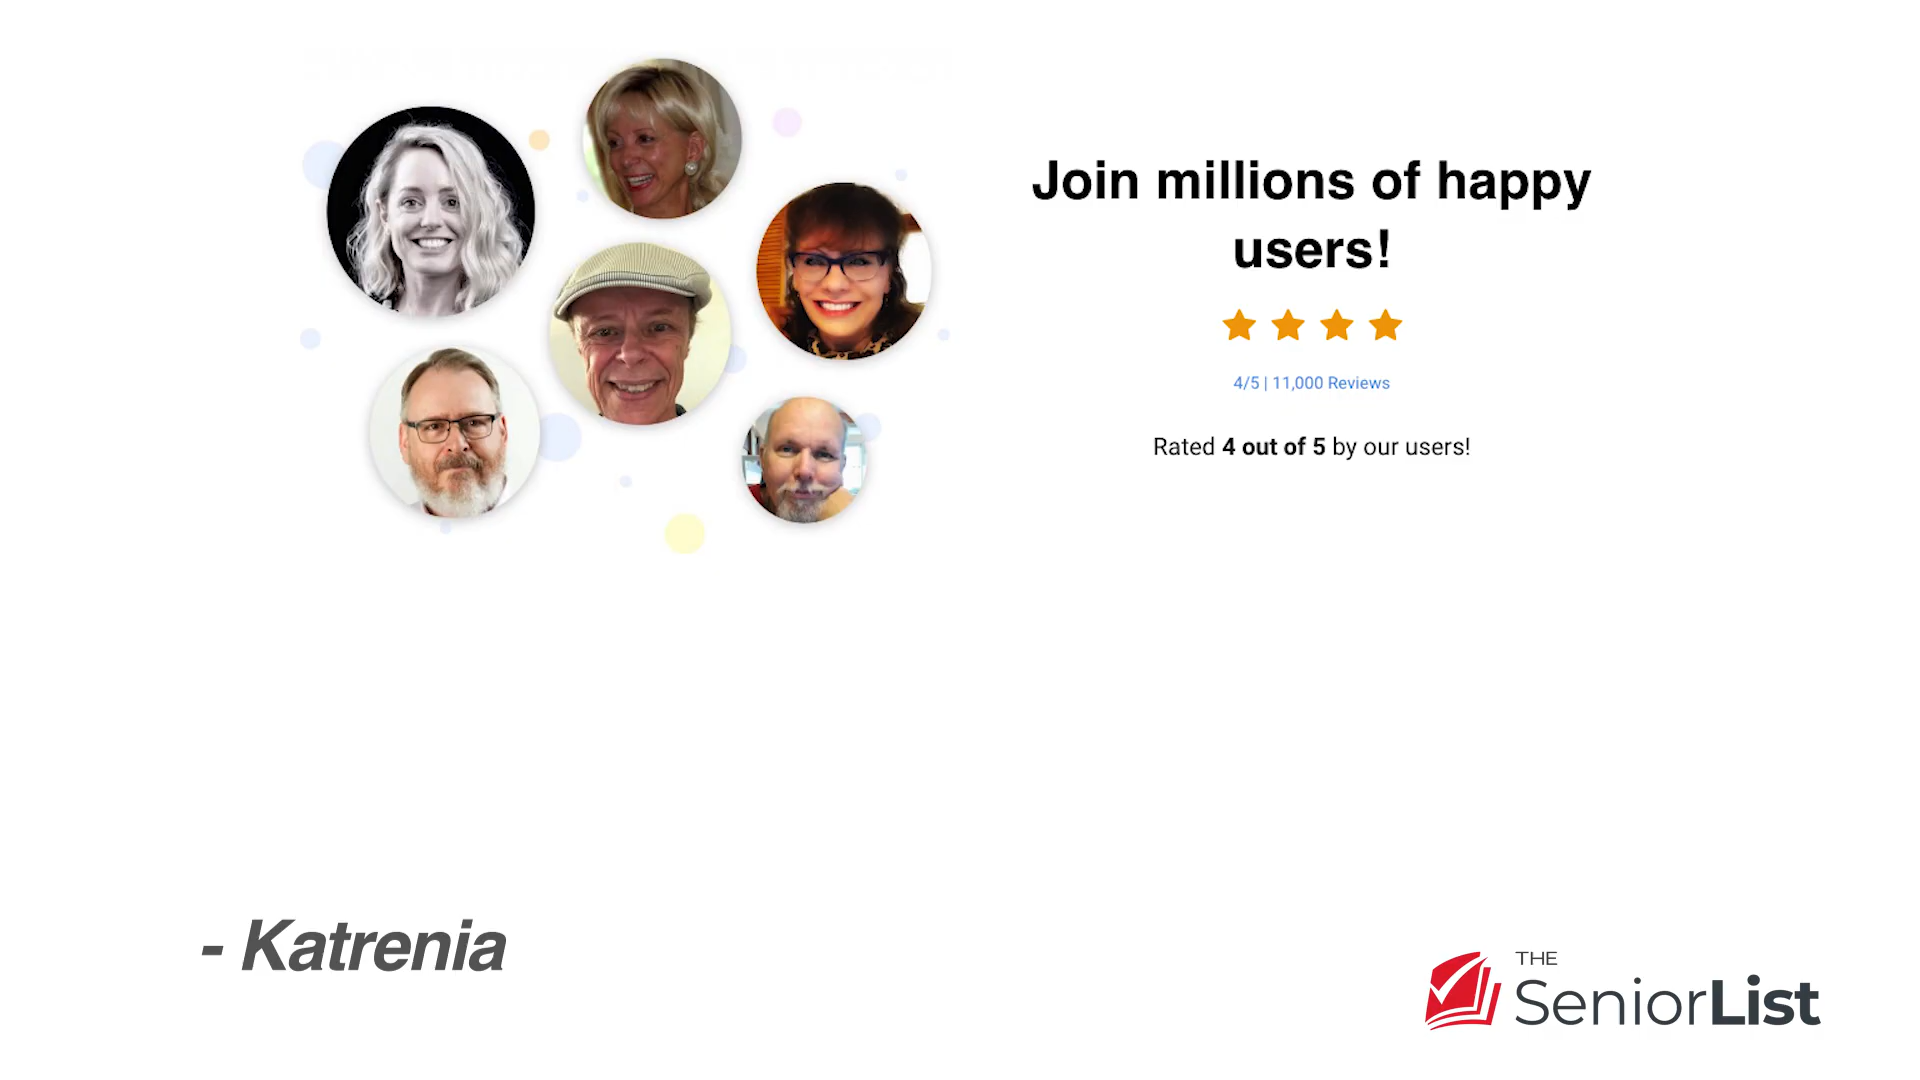 Join millions of happy
users!
4/5 | 11,000 Reviews
Rated 4 out of 5 by our users!
- Katrenia
THE
SeniorList